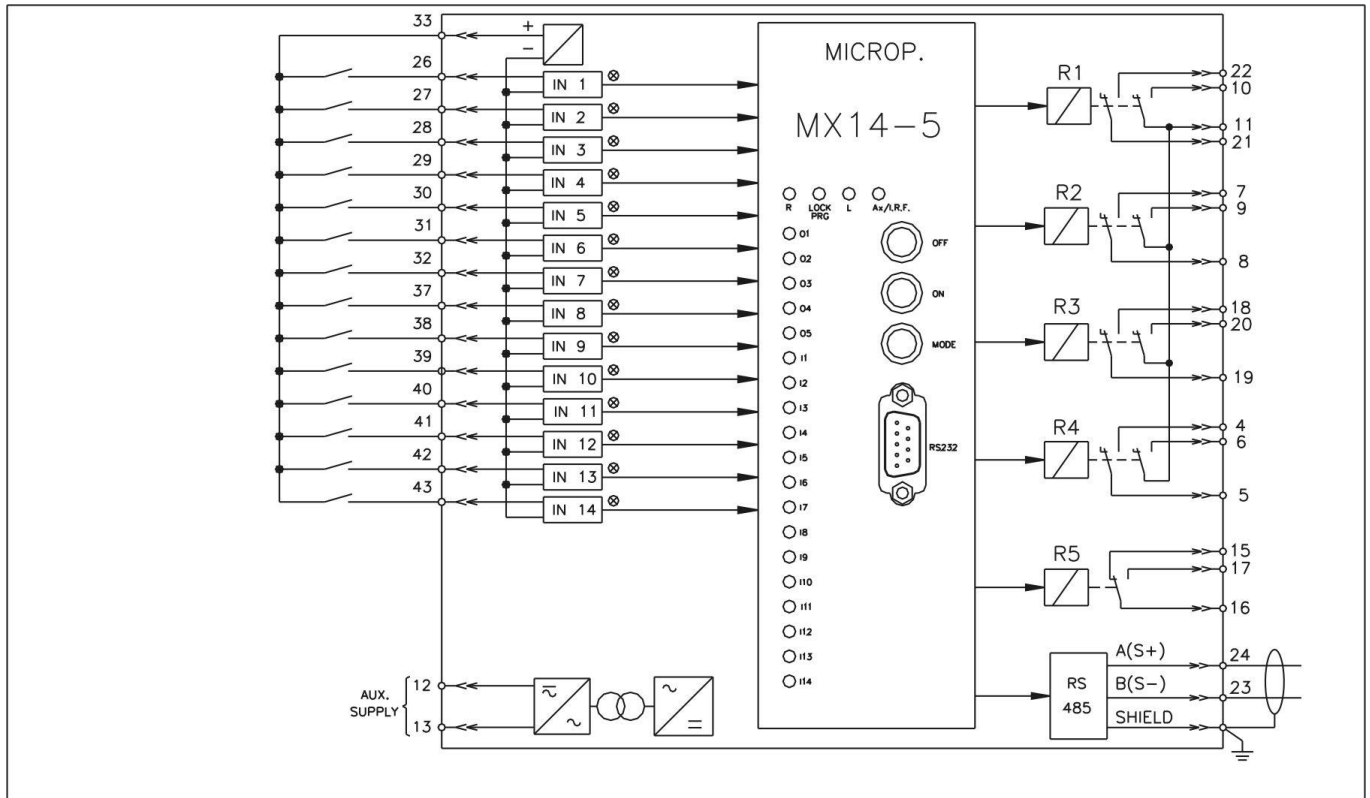 33
+
−
26
IN 1
27
IN 2
28
IN 3
29
IN 4
30
IN 5
31
IN 6
32
IN 7
37
IN 8
38
IN 9
39
IN 10
40
IN 11
41
IN 12
42
IN 13
43
IN 14
AUX. SUPPLY
12
13
MICROP.
MX14-5
R
LOCK PRG
L
Ax/I.R.F.
O1
O2
O3
O4
O5
I1
I2
I3
I4
I5
I6
I7
I8
I9
I10
I11
I12
I13
I14
OFF
ON
MODE
RS232
R1
22
10
11
21
R2
7
9
8
R3
18
20
19
R4
4
6
5
R5
15
17
16
RS 485
A(S+)
24
B(S-)
23
SHIELD